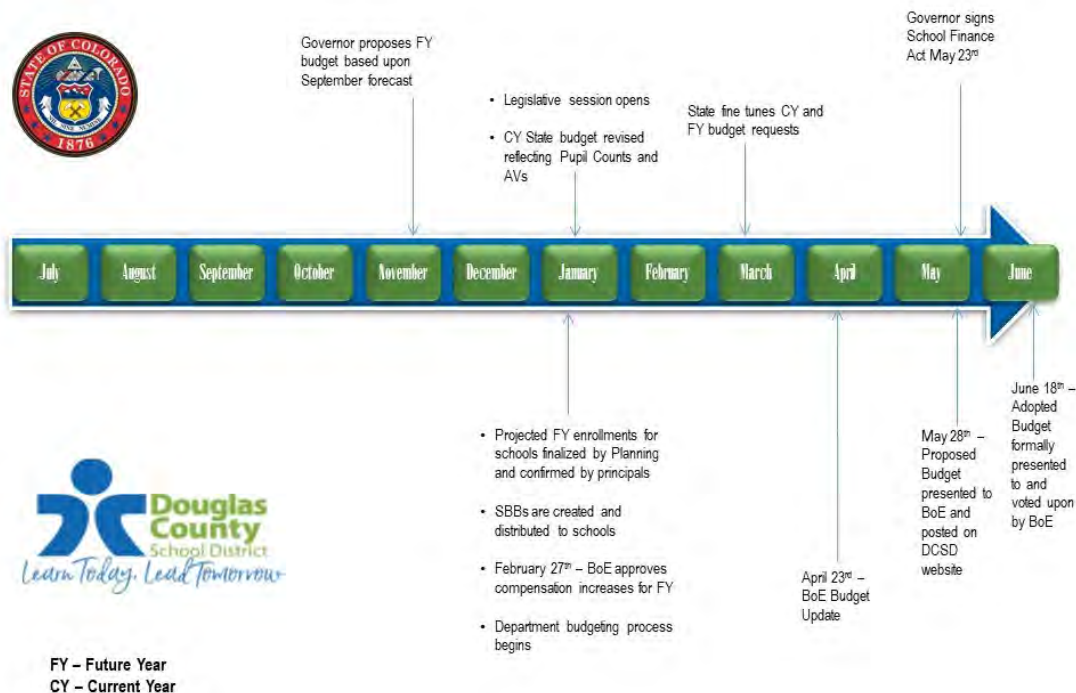 STATE OF COLORADO
1876
Governor proposes FY
budget based upon
September forecast
• Legislative session opens
• CY State budget revised
reflecting Pupil Counts and
AVs
State fine tunes CY and
FY budget requests
Governor signs
School Finance
Act May 23rd
July
August
September
October
November
December
January
February
March
April
May
June
• Projected FY enrollments for
schools finalized by Planning
and confirmed by principals
• SBBs are created and
distributed to schools
• February 27th – BoE approves
compensation increases for FY
• Department budgeting process
begins
April 23rd –
BoE Budget
Update
May 28th –
Proposed
Budget
presented to
BoE and
posted on
DCSD
website
June 18th –
Adopted
Budget
formally
presented
to and
voted upon
by BoE
Douglas
County
School District
Learn Today. Lead Tomorrow
FY – Future Year
CY – Current Year